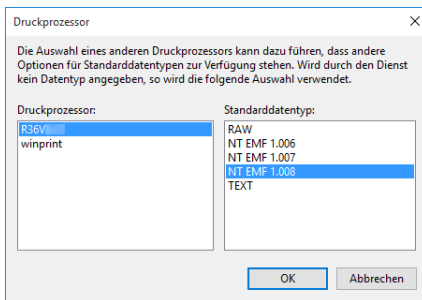 Druckprozessor
Die Auswahl eines anderen Druckprozessors kann dazu führen, dass andere
Optionen für Standarddatentypen zur Verfügung stehen. Wird durch den Dienst
kein Datentyp angegeben, so wird die folgende Auswahl verwendet.
Druckprozessor:
Standarddatentyp:
R36V
winprint
RAW
NT EMF 1.006
NT EMF 1.007
NT EMF 1.008
TEXT
OK
Abbrechen